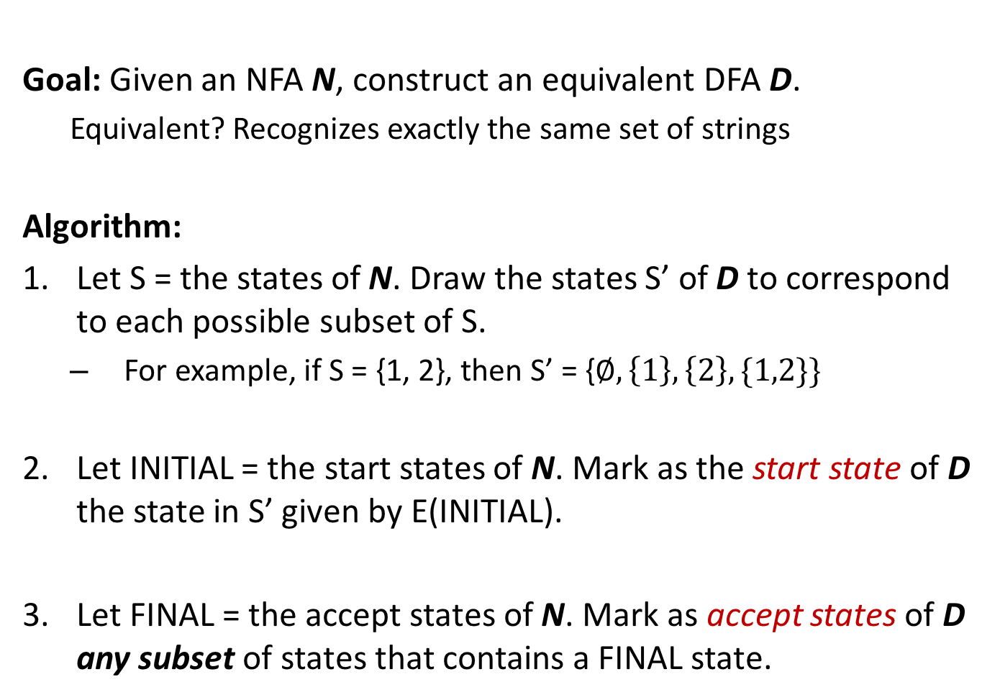 Goal: Given an NFA N, construct an equivalent DFA D.
Equivalent? Recognizes exactly the same set of strings
Algorithm:
1. Let S = the states of N. Draw the states S’ of D to correspond
to each possible subset of S.
– For example, if S = {1, 2}, then S’ = {∅, {1}, {2}, {1,2}}
2. Let INITIAL = the start states of N. Mark as the start state of D
the state in S’ given by E(INITIAL).
3. Let FINAL = the accept states of N. Mark as accept states of D
any subset of states that contains a FINAL state.